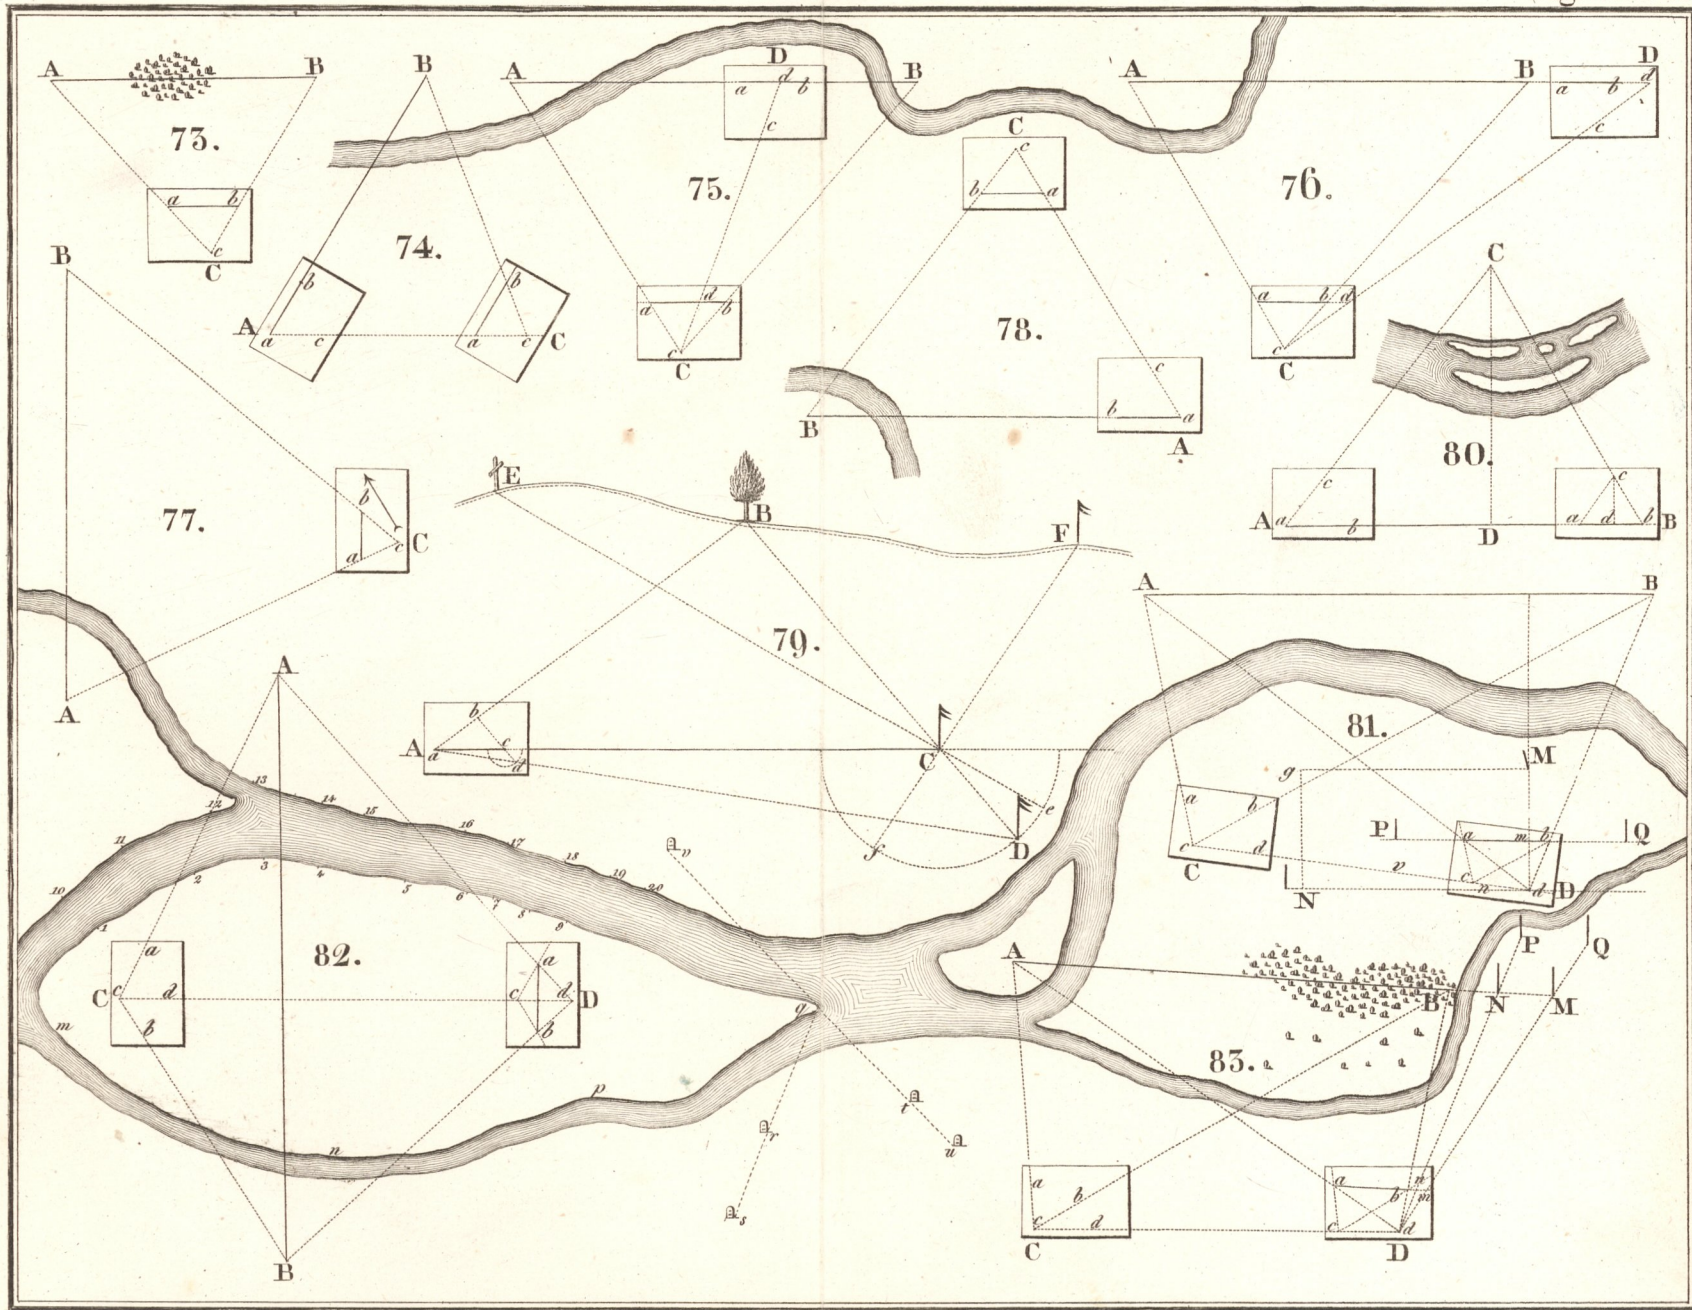 A B
73.
a b
c
C
B
74.
b b
A a c a c C
A D B
d
a b
c
75.
d
a b
c
C
A B D
d
a b
c
76.
a b d
c
C
B
77.
b
a c C
A
C
c
b a
78.
c
b a
B A
C
80.
c c
A a b a d b B
D
E B F
79.
b
A a c d
C
e
f D
A B
81.
M
g
P Q
a b a m b
c d v c n d D
C N
A
13
12 14
11 15
16
17
18
10 19 20
3
2 4
5
6
7
8
1 9
82.
a a
C c d c d D
b b
m
n
p
q
r
s
v
t
u
B
A
P Q
B N M
83.
a a n
b b m
c d c d
C D